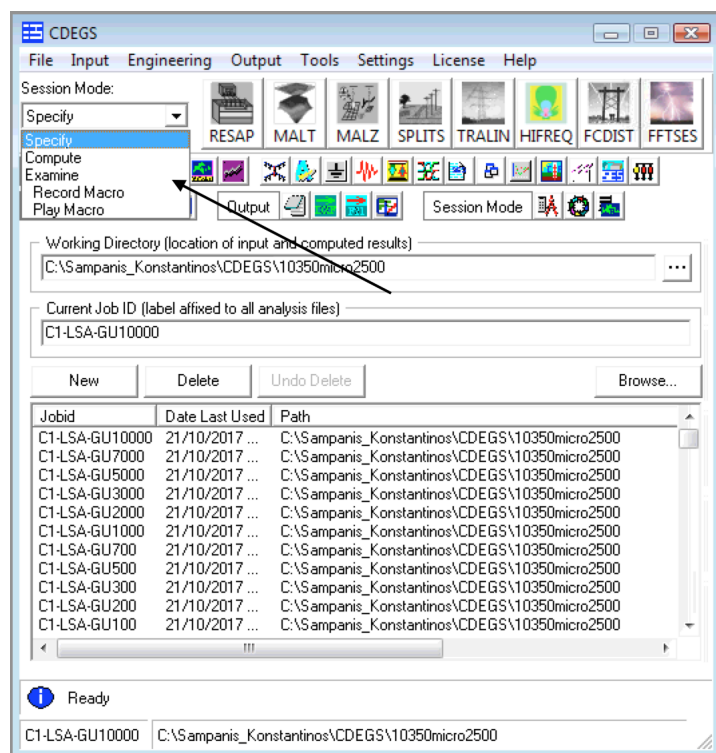 CDEGS
File Input Engineering Output Tools Settings License Help
Session Mode:
Specify
RESAP MALT MALZ SPLITS TRALIN HIFREQ FCDIST FFTSES
Specify
Compute
Examine
Record Macro
Play Macro
Output
Session Mode
Working Directory (location of input and computed results)
C:\Sampanis_Konstantinos\CDEGS\10350micro2500
...
Current Job ID (label affixed to all analysis files)
C1-LSA-GU10000
New Delete Undo Delete Browse...
Jobid Date Last Used Path
C1-LSA-GU10000 21/10/2017 ... C:\Sampanis_Konstantinos\CDEGS\10350micro2500
C1-LSA-GU7000 21/10/2017 ... C:\Sampanis_Konstantinos\CDEGS\10350micro2500
C1-LSA-GU5000 21/10/2017 ... C:\Sampanis_Konstantinos\CDEGS\10350micro2500
C1-LSA-GU3000 21/10/2017 ... C:\Sampanis_Konstantinos\CDEGS\10350micro2500
C1-LSA-GU2000 21/10/2017 ... C:\Sampanis_Konstantinos\CDEGS\10350micro2500
C1-LSA-GU1000 21/10/2017 ... C:\Sampanis_Konstantinos\CDEGS\10350micro2500
C1-LSA-GU700 21/10/2017 ... C:\Sampanis_Konstantinos\CDEGS\10350micro2500
C1-LSA-GU500 21/10/2017 ... C:\Sampanis_Konstantinos\CDEGS\10350micro2500
C1-LSA-GU300 21/10/2017 ... C:\Sampanis_Konstantinos\CDEGS\10350micro2500
C1-LSA-GU200 21/10/2017 ... C:\Sampanis_Konstantinos\CDEGS\10350micro2500
C1-LSA-GU100 21/10/2017 ... C:\Sampanis_Konstantinos\CDEGS\10350micro2500
Ready
C1-LSA-GU10000 C:\Sampanis_Konstantinos\CDEGS\10350micro2500